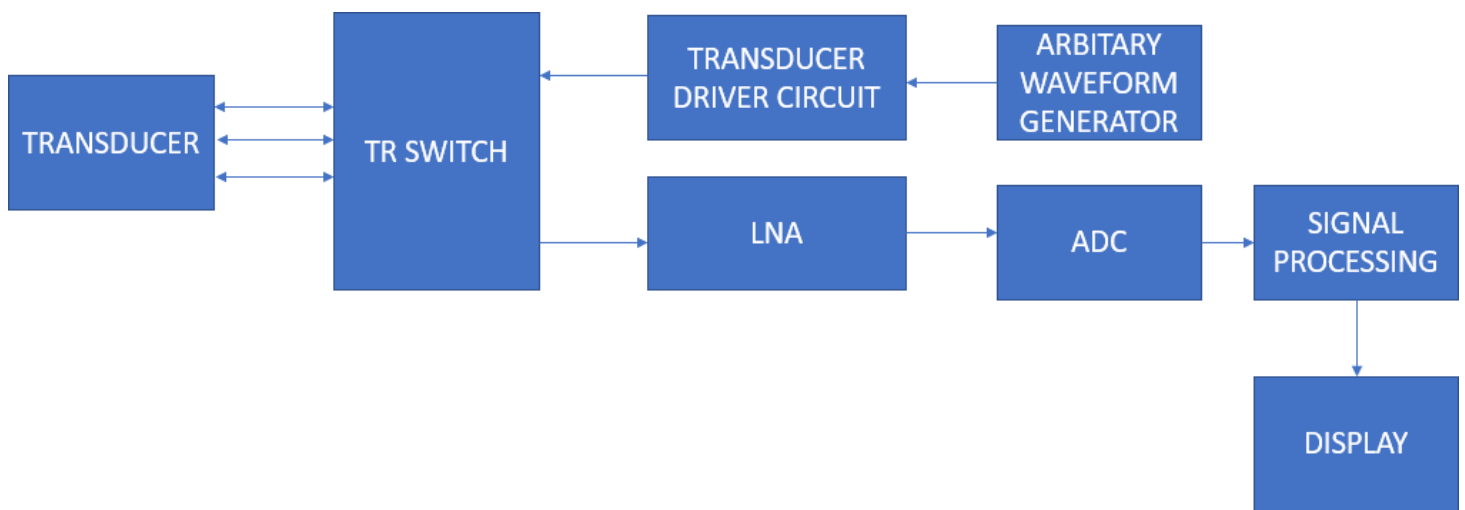 TRANSDUCER
TR SWITCH
TRANSDUCER
DRIVER CIRCUIT
ARBITARY
WAVEFORM
GENERATOR
LNA
ADC
SIGNAL
PROCESSING
DISPLAY